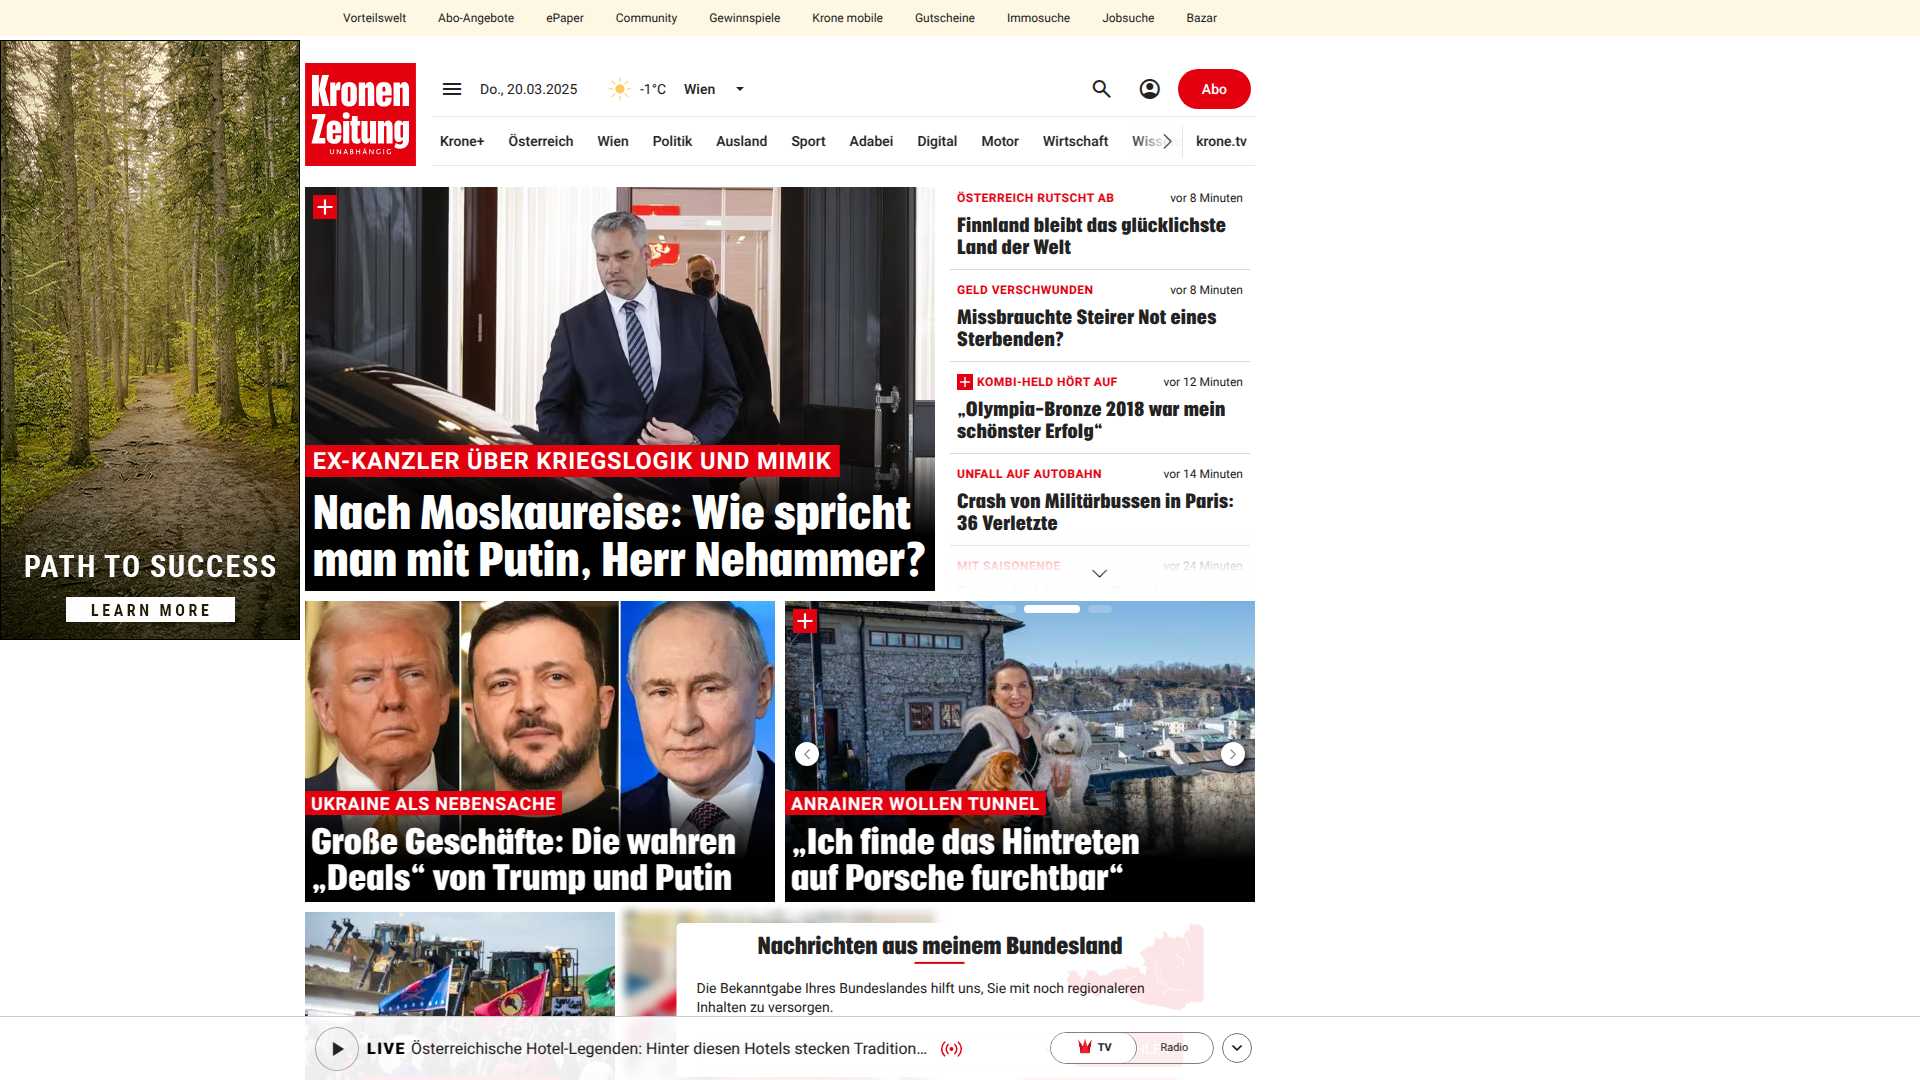 Vorteilswelt Abo-Angebote ePaper Community Gewinnspiele Krone mobile Gutscheine Immosuche Jobsuche Bazar
Kronen
Zeitung
UNABHÄNGIG
Do., 20.03.2025 -1°C Wien
Abo
Krone+ Österreich Wien Politik Ausland Sport Adabei Digital Motor Wirtschaft Wiss krone.tv
EX-KANZLER ÜBER KRIEGSLOGIK UND MIMIK
Nach Moskaureise: Wie spricht
man mit Putin, Herr Nehammer?
ÖSTERREICH RUTSCHT AB vor 8 Minuten
Finnland bleibt das glücklichste
Land der Welt
GELD VERSCHWUNDEN vor 8 Minuten
Missbrauchte Steirer Not eines
Sterbenden?
KOMBI-HELD HÖRT AUF vor 12 Minuten
„Olympia-Bronze 2018 war mein
schönster Erfolg“
UNFALL AUF AUTOBAHN vor 14 Minuten
Crash von Militärbussen in Paris:
36 Verletzte
MIT SAISONENDE vor 24 Minuten
PATH TO SUCCESS
LEARN MORE
UKRAINE ALS NEBENSACHE
Große Geschäfte: Die wahren
„Deals“ von Trump und Putin
ANRAINER WOLLEN TUNNEL
„Ich finde das Hintreten
auf Porsche furchtbar“
Nachrichten aus meinem Bundesland
Die Bekanntgabe Ihres Bundeslandes hilft uns, Sie mit noch regionaleren
Inhalten zu versorgen.
LIVE Österreichische Hotel-Legenden: Hinter diesen Hotels stecken Tradition...
TV Radio